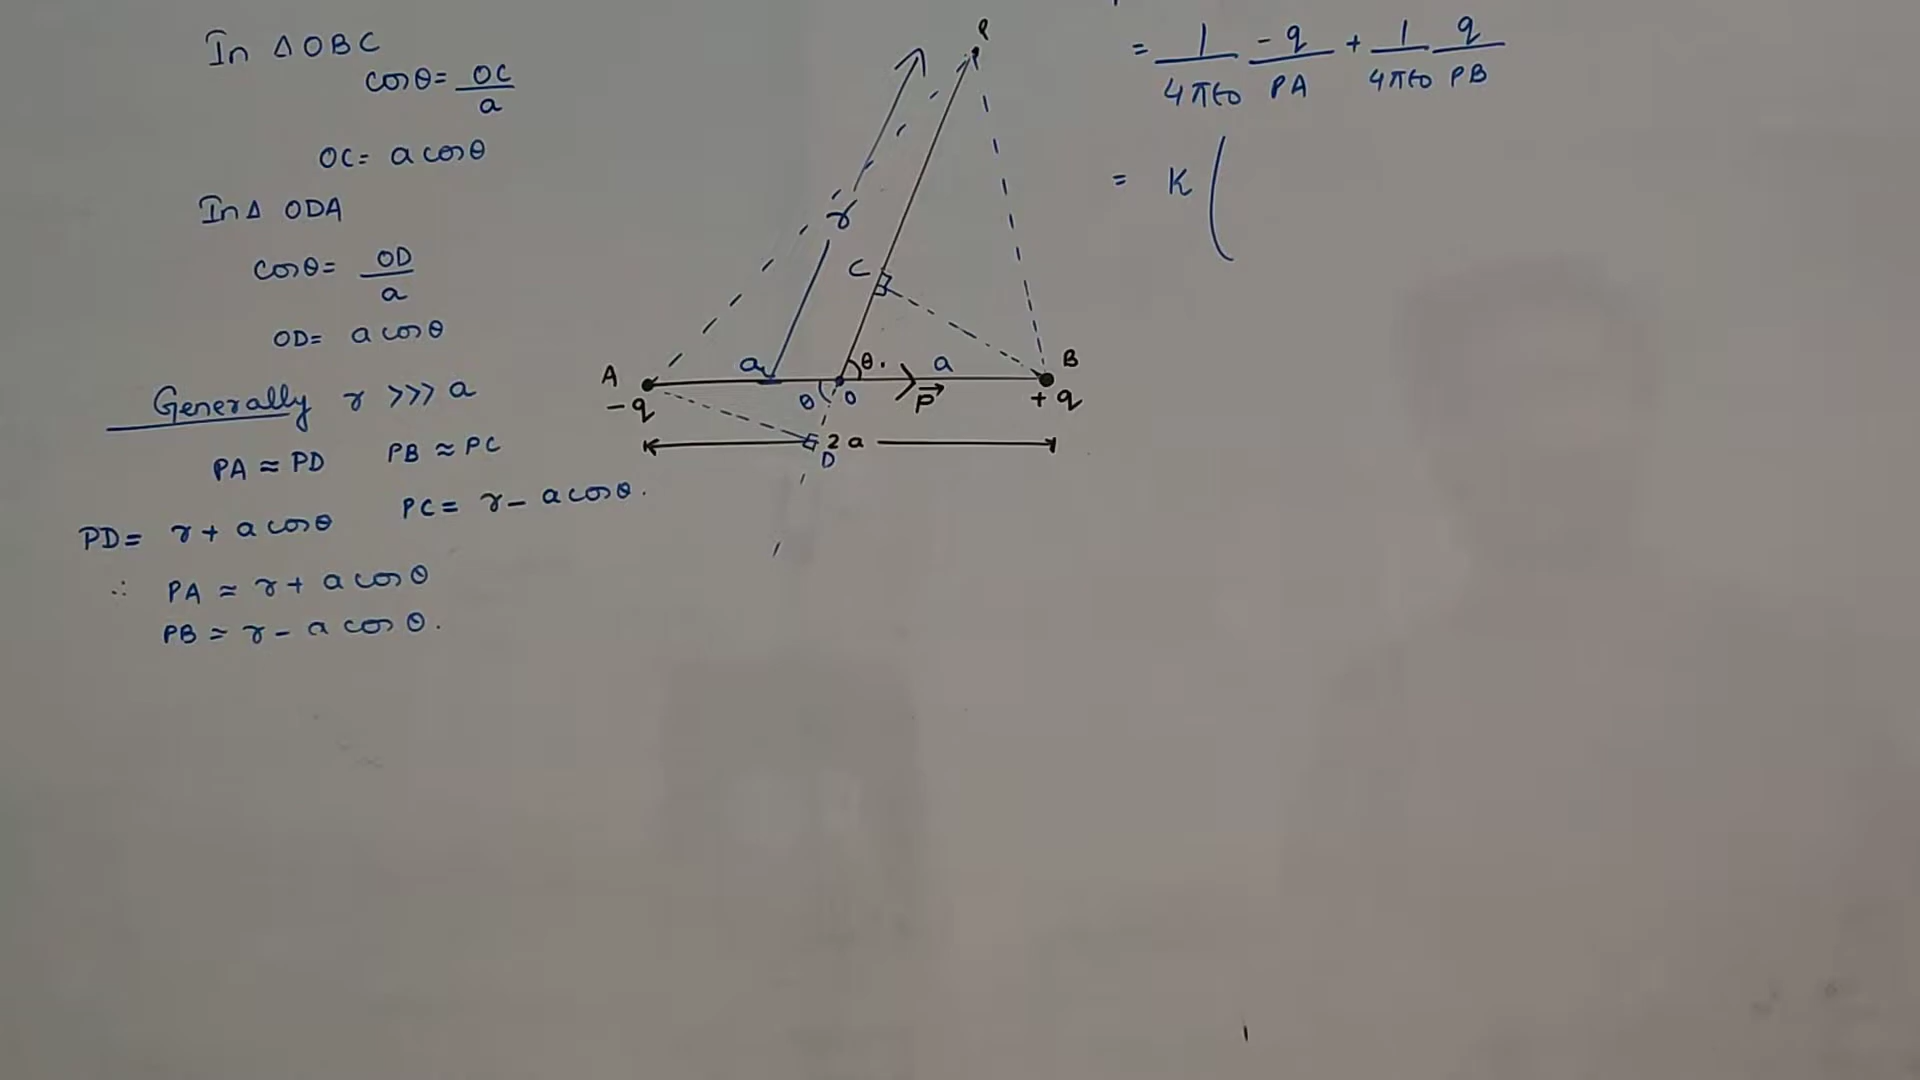 In Δ OBC
cosθ = OC/a
OC = a cosθ
In Δ ODA
cosθ = OD/a
OD = a cosθ
Generally r >>> a
PA ≈ PD PB ≈ PC
PD = r + a cosθ PC = r - a cosθ.
∴ PA ≈ r + a cosθ
PB ≈ r - a cosθ.
P
r
C
a θ. a B
A O
-q θ P⃗ +q
2a
D
= 1/4πϵ0 -q/PA + 1/4πϵ0 q/PB
= K (